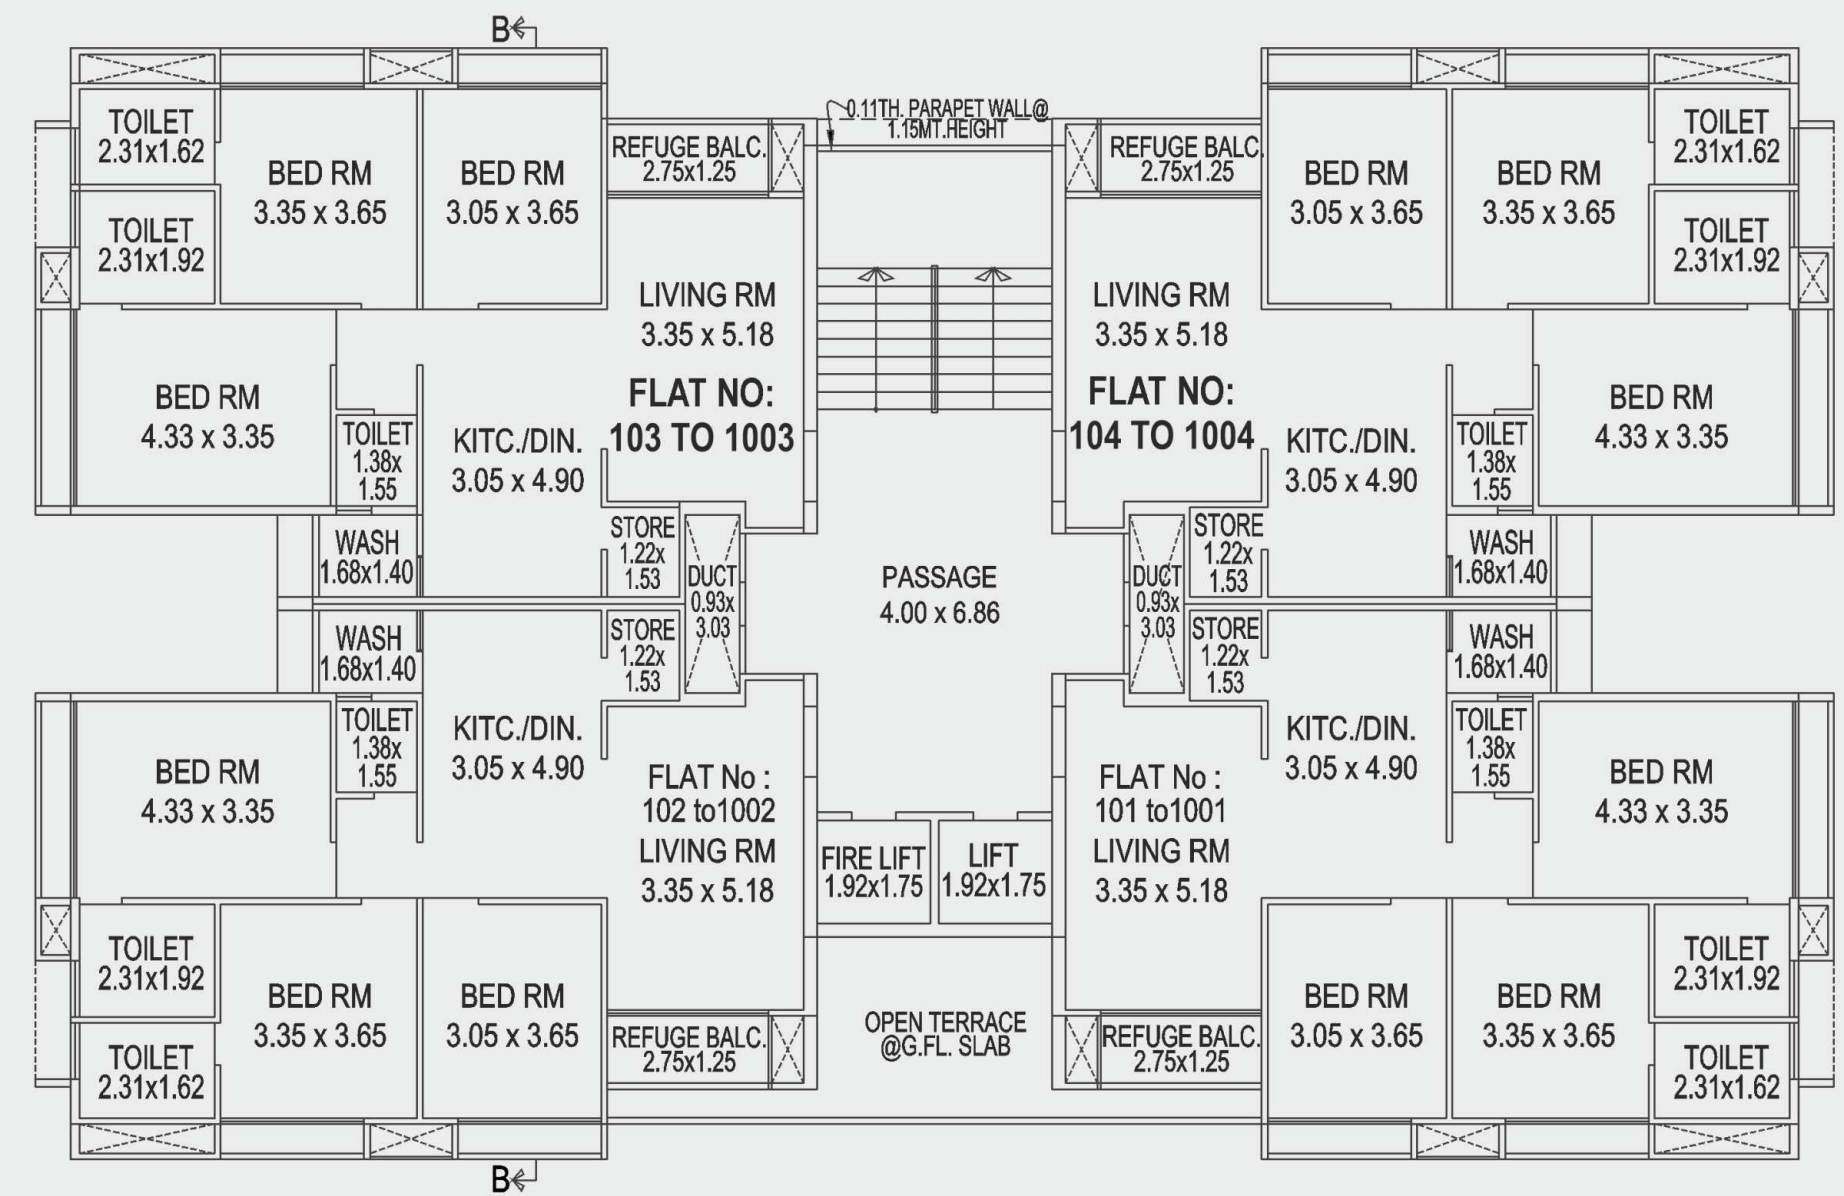 B
0.11TH. PARAPET WALL@
1.15MT.HEIGHT
TOILET
2.31x1.62
BED RM
3.35 x 3.65
BED RM
3.05 x 3.65
REFUGE BALC.
2.75x1.25
REFUGE BALC.
2.75x1.25
BED RM
3.05 x 3.65
BED RM
3.35 x 3.65
TOILET
2.31x1.62
TOILET
2.31x1.92
TOILET
2.31x1.92
LIVING RM
3.35 x 5.18
LIVING RM
3.35 x 5.18
FLAT NO:
103 TO 1003
FLAT NO:
104 TO 1004
BED RM
4.33 x 3.35
TOILET
1.38x
1.55
KITC./DIN.
3.05 x 4.90
KITC./DIN.
3.05 x 4.90
TOILET
1.38x
1.55
BED RM
4.33 x 3.35
WASH
1.68x1.40
STORE
1.22x
1.53
DUCT
0.93x
3.03
PASSAGE
4.00 x 6.86
DUCT
0.93x
3.03
STORE
1.22x
1.53
WASH
1.68x1.40
WASH
1.68x1.40
STORE
1.22x
1.53
STORE
1.22x
1.53
WASH
1.68x1.40
BED RM
4.33 x 3.35
TOILET
1.38x
1.55
KITC./DIN.
3.05 x 4.90
KITC./DIN.
3.05 x 4.90
TOILET
1.38x
1.55
BED RM
4.33 x 3.35
FLAT No :
102 to1002
LIVING RM
3.35 x 5.18
FIRE LIFT
1.92x1.75
LIFT
1.92x1.75
FLAT No :
101 to1001
LIVING RM
3.35 x 5.18
TOILET
2.31x1.92
TOILET
2.31x1.92
BED RM
3.35 x 3.65
BED RM
3.05 x 3.65
REFUGE BALC.
2.75x1.25
OPEN TERRACE
@G.FL. SLAB
REFUGE BALC.
2.75x1.25
BED RM
3.05 x 3.65
BED RM
3.35 x 3.65
TOILET
2.31x1.62
TOILET
2.31x1.62
B